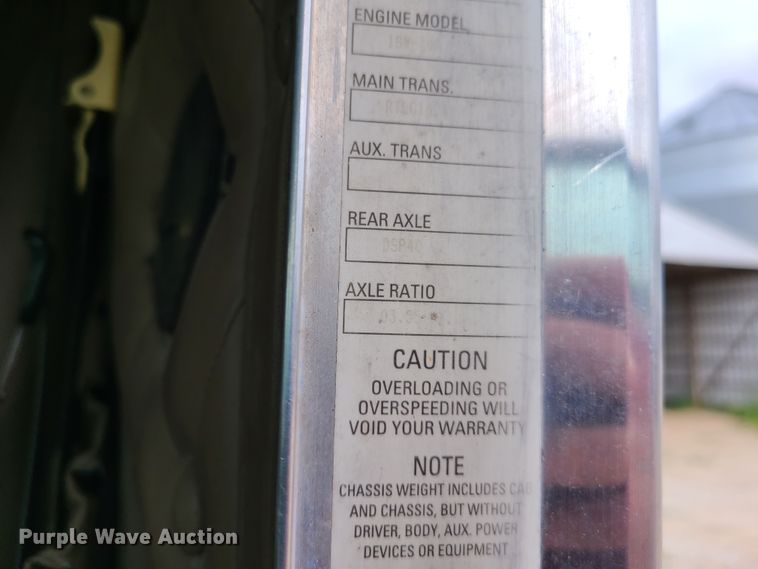 ENGINE MODEL
MAIN TRANS.
AUX. TRANS
REAR AXLE
DSP40
AXLE RATIO
CAUTION
OVERLOADING OR
OVERSPEEDING WILL
VOID YOUR WARRANTY
NOTE
CHASSIS WEIGHT INCLUDES CAB
AND CHASSIS, BUT WITHOUT
DRIVER, BODY, AUX. POWER
DEVICES OR EQUIPMENT
Purple Wave Auction